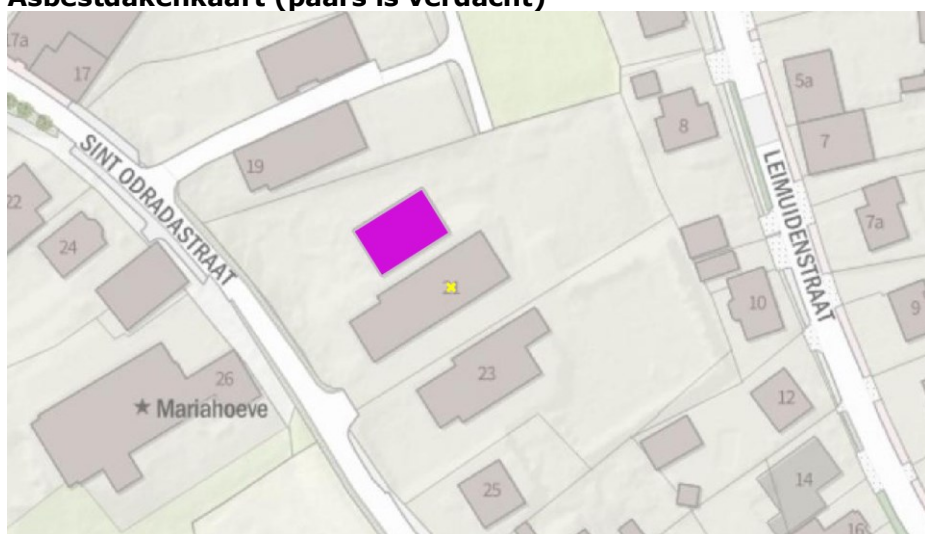 Asbestdakenkaart (paars is verdacht)
17a
17
5a
8
7
SINT ODRADASTRAAT
19
LEIMUIDENSTRAAT
22
24
7a
21
10
9
26
23
★ Mariahoeve
12
25
14
16